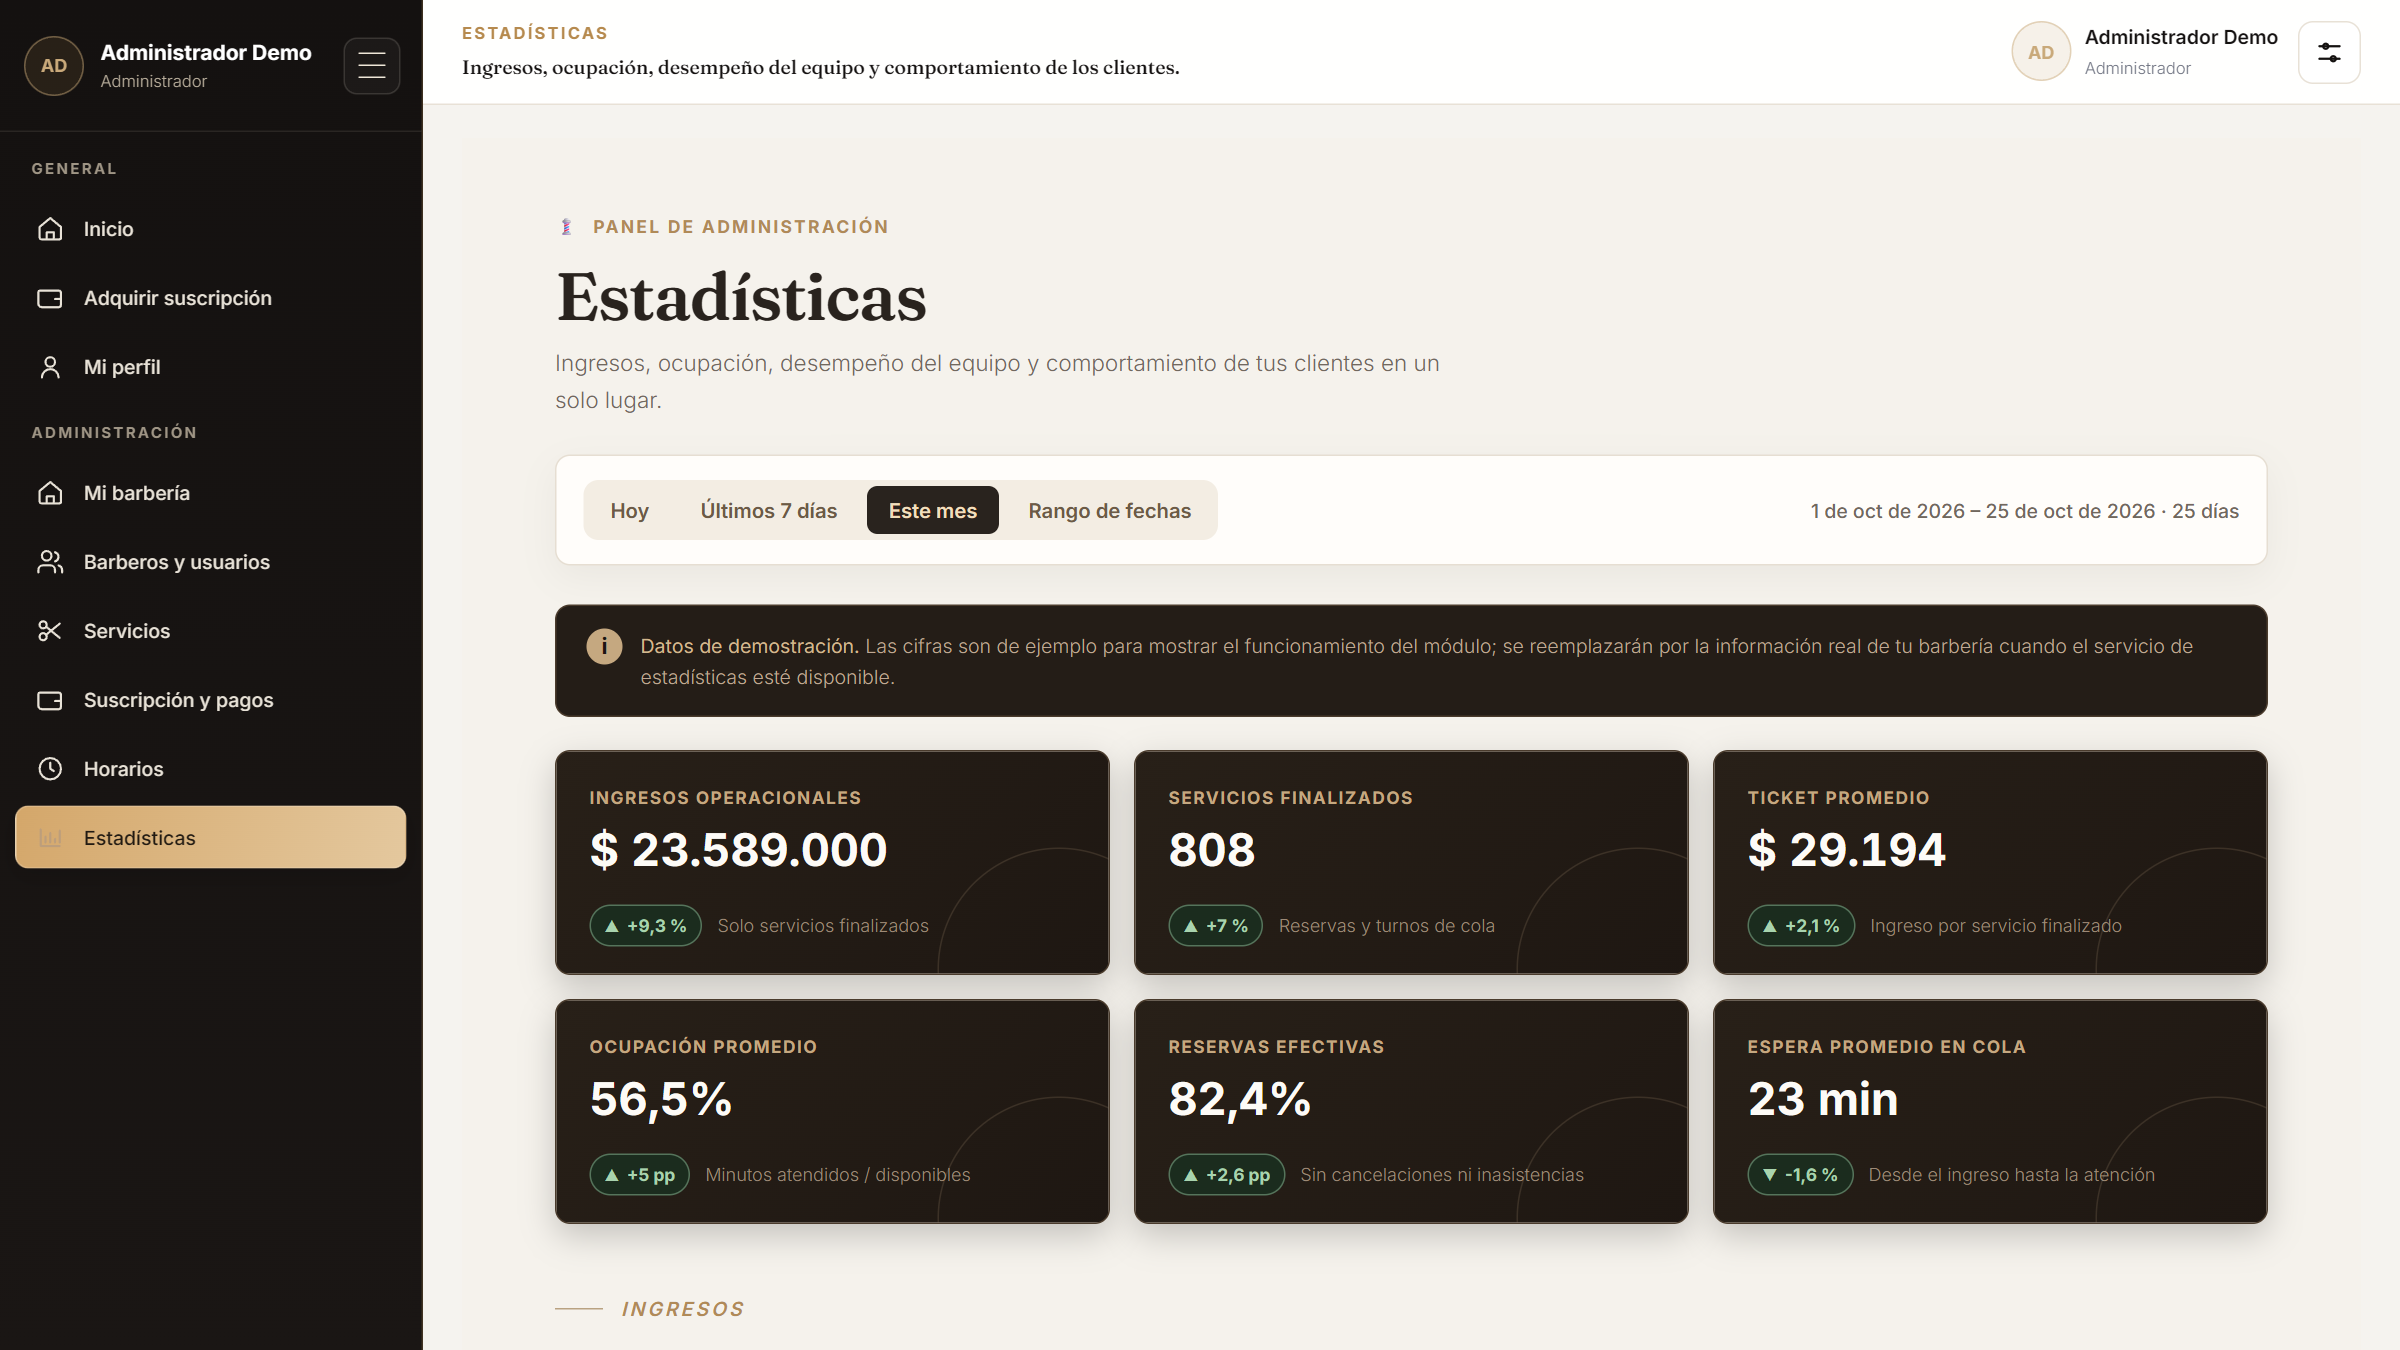 AD
Administrador Demo
Administrador
GENERAL
Inicio
Adquirir suscripción
Mi perfil
ADMINISTRACIÓN
Mi barbería
Barberos y usuarios
Servicios
Suscripción y pagos
Horarios
Estadísticas
ESTADÍSTICAS
Ingresos, ocupación, desempeño del equipo y comportamiento de los clientes.
AD
Administrador Demo
Administrador
PANEL DE ADMINISTRACIÓN
Estadísticas
Ingresos, ocupación, desempeño del equipo y comportamiento de tus clientes en un
solo lugar.
Hoy
Últimos 7 días
Este mes
Rango de fechas
1 de oct de 2026 – 25 de oct de 2026 · 25 días
i
Datos de demostración. Las cifras son de ejemplo para mostrar el funcionamiento del módulo; se reemplazarán por la información real de tu barbería cuando el servicio de
estadísticas esté disponible.
INGRESOS OPERACIONALES
$ 23.589.000
▲ +9,3 % Solo servicios finalizados
SERVICIOS FINALIZADOS
808
▲ +7 % Reservas y turnos de cola
TICKET PROMEDIO
$ 29.194
▲ +2,1 % Ingreso por servicio finalizado
OCUPACIÓN PROMEDIO
56,5%
▲ +5 pp Minutos atendidos / disponibles
RESERVAS EFECTIVAS
82,4%
▲ +2,6 pp Sin cancelaciones ni inasistencias
ESPERA PROMEDIO EN COLA
23 min
▼ -1,6 % Desde el ingreso hasta la atención
INGRESOS